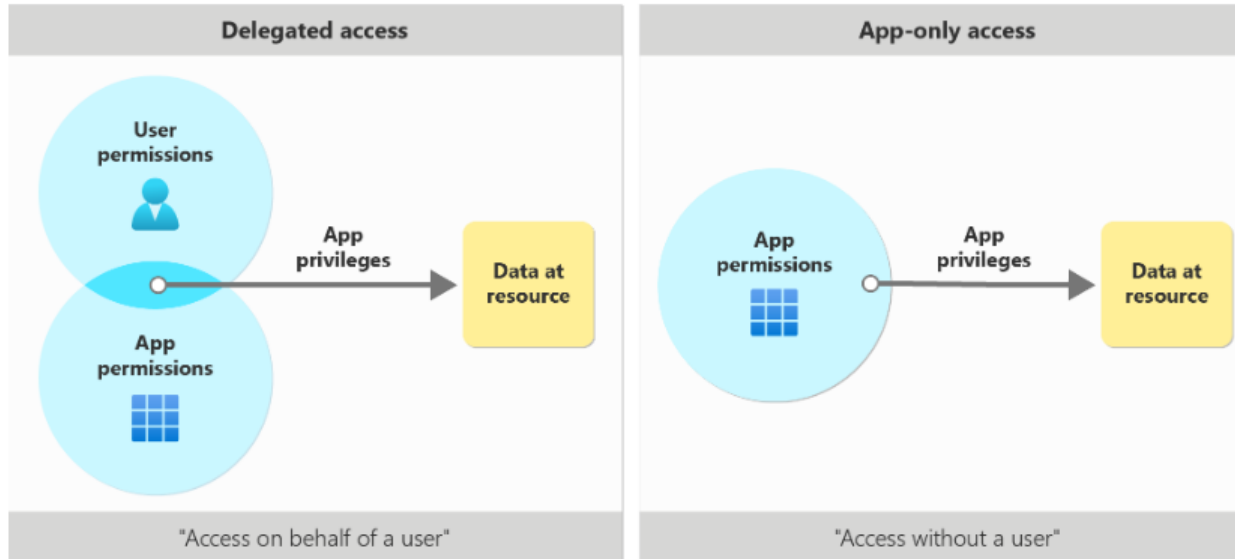 Delegated access
User
permissions
App
privileges
Data at
resource
App
permissions
"Access on behalf of a user"
App-only access
App
permissions
App
privileges
Data at
resource
"Access without a user"